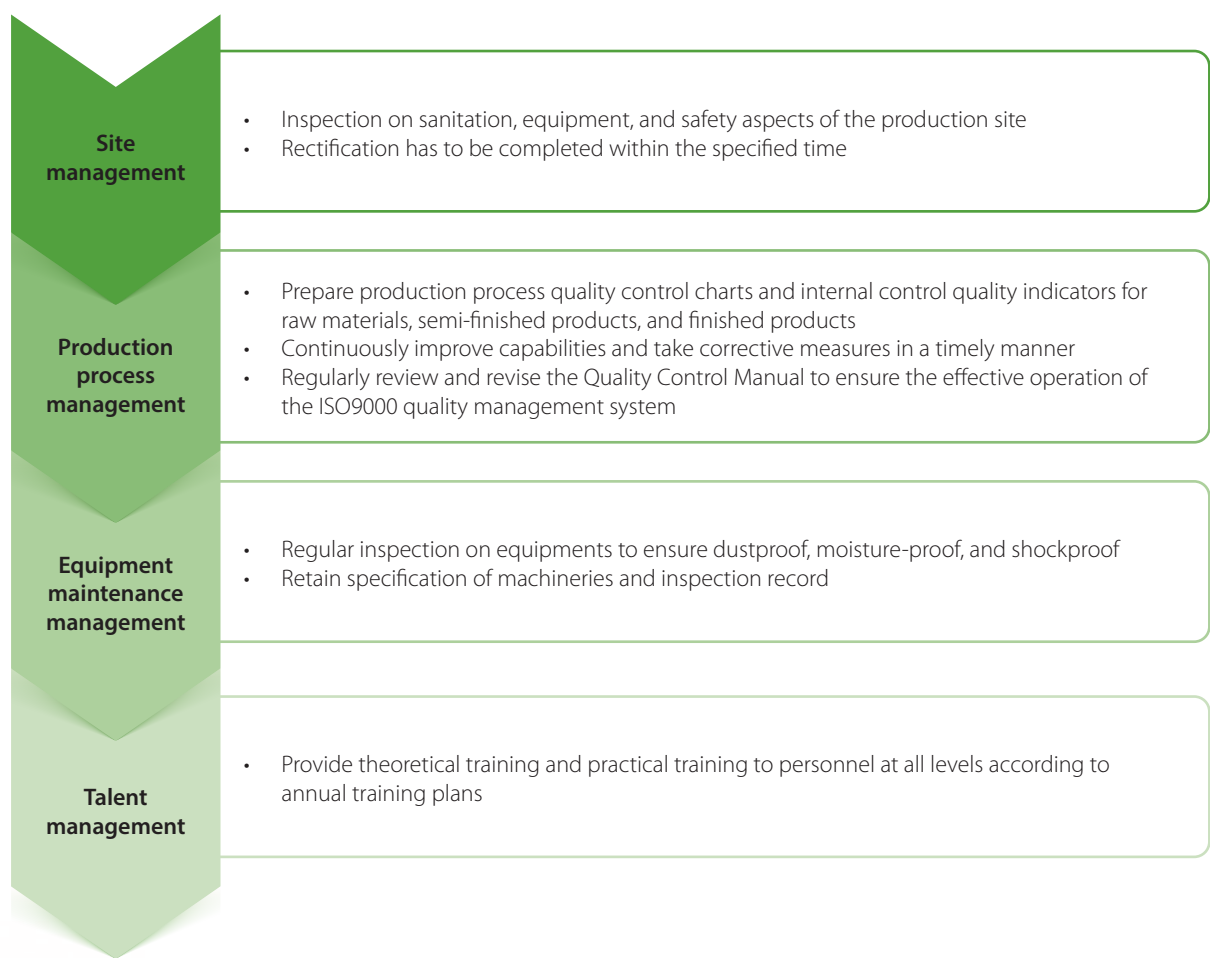 Site
management
• Inspection on sanitation, equipment, and safety aspects of the production site
• Rectification has to be completed within the specified time
Production
process
management
• Prepare production process quality control charts and internal control quality indicators for
raw materials, semi-finished products, and finished products
• Continuously improve capabilities and take corrective measures in a timely manner
• Regularly review and revise the Quality Control Manual to ensure the effective operation of
the ISO9000 quality management system
Equipment
maintenance
management
• Regular inspection on equipments to ensure dustproof, moisture-proof, and shockproof
• Retain specification of machineries and inspection record
Talent
management
• Provide theoretical training and practical training to personnel at all levels according to
annual training plans